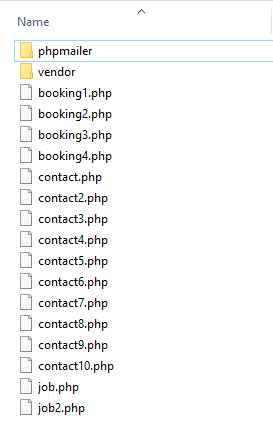 Name
phpmailer
vendor
booking1.php
booking2.php
booking3.php
booking4.php
contact.php
contact2.php
contact3.php
contact4.php
contact5.php
contact6.php
contact7.php
contact8.php
contact9.php
contact10.php
job.php
job2.php